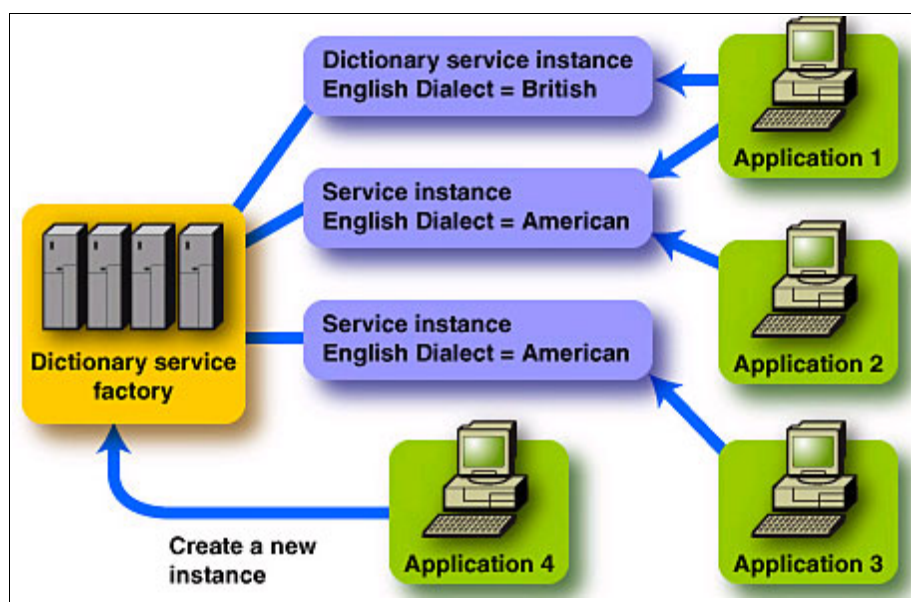 Dictionary service instance
English Dialect = British
Application 1
Service instance
English Dialect = American
Application 2
Service instance
English Dialect = American
Dictionary service
factory
Application 3
Application 4
Create a new
instance